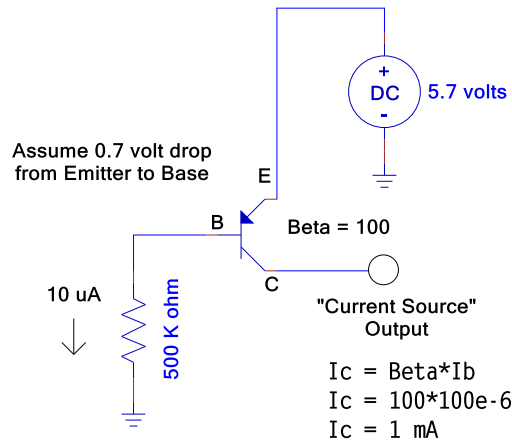 +
DC
-
5.7 volts
Assume 0.7 volt drop
from Emitter to Base
E
B
Beta = 100
C
10 uA
500 K ohm
"Current Source"
Output
Ic = Beta*Ib
Ic = 100*100e-6
Ic = 1 mA